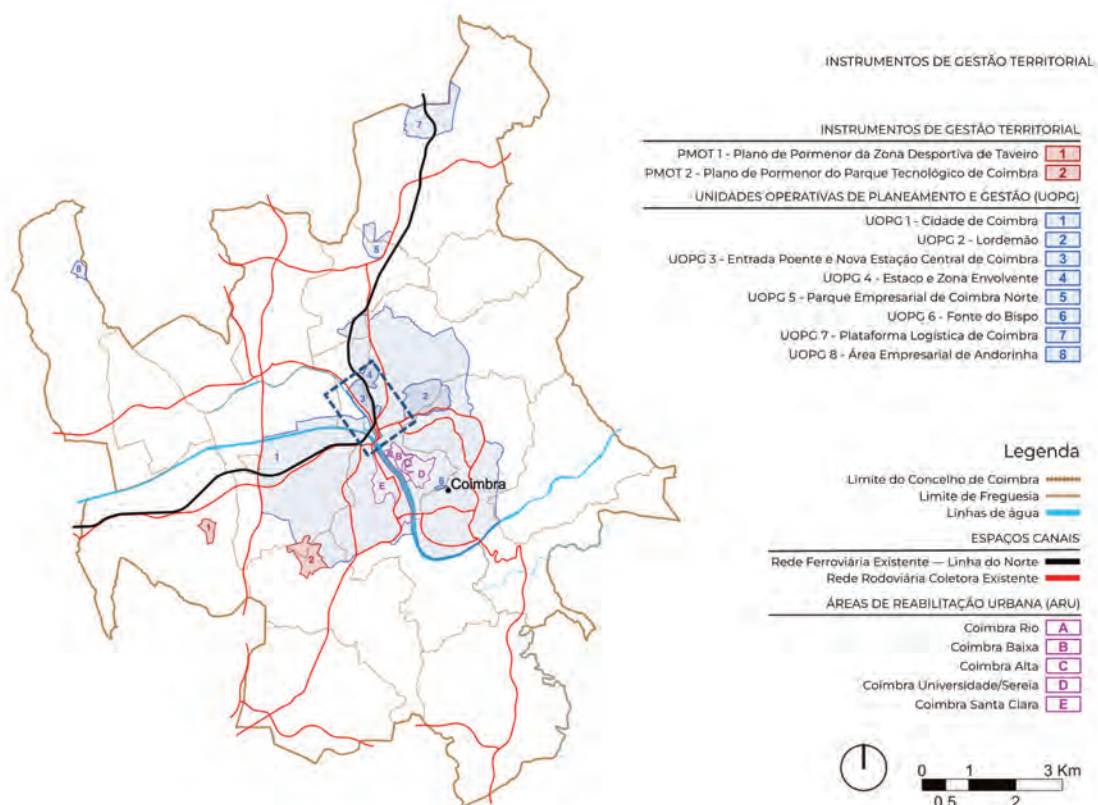 INSTRUMENTOS DE GESTÃO TERRITORIAL
INSTRUMENTOS DE GESTÃO TERRITORIAL
PMOT 1 - Plano de Pormenor da Zona Desportiva de Taveiro 1
PMOT 2 - Plano de Pormenor do Parque Tecnológico de Coimbra 2
UNIDADES OPERATIVAS DE PLANEAMENTO E GESTÃO (UOPG)
UOPG 1 - Cidade de Coimbra 1
UOPG 2 - Lordemão 2
UOPG 3 - Entrada Poente e Nova Estação Central de Coimbra 3
UOPG 4 - Estaco e Zona Envolvente 4
UOPG 5 - Parque Empresarial de Coimbra Norte 5
UOPG 6 - Fonte do Bispo 6
UOPG 7 - Plataforma Logística de Coimbra 7
UOPG 8 - Área Empresarial de Andorinha 8
Legenda
Limite do Concelho de Coimbra
Limite de Freguesia
Linhas de água
ESPAÇOS CANAIS
Rede Ferroviária Existente — Linha do Norte
Rede Rodoviária Coletora Existente
ÁREAS DE REABILITAÇÃO URBANA (ARU)
Coimbra Rio A
Coimbra Baixa B
Coimbra Alta C
Coimbra Universidade/Sereia D
Coimbra Santa Clara E
0 1 3 Km
0.5 2
7
5
8
4
3
2
1
A
B
C
D
E
6
Coimbra
1
2